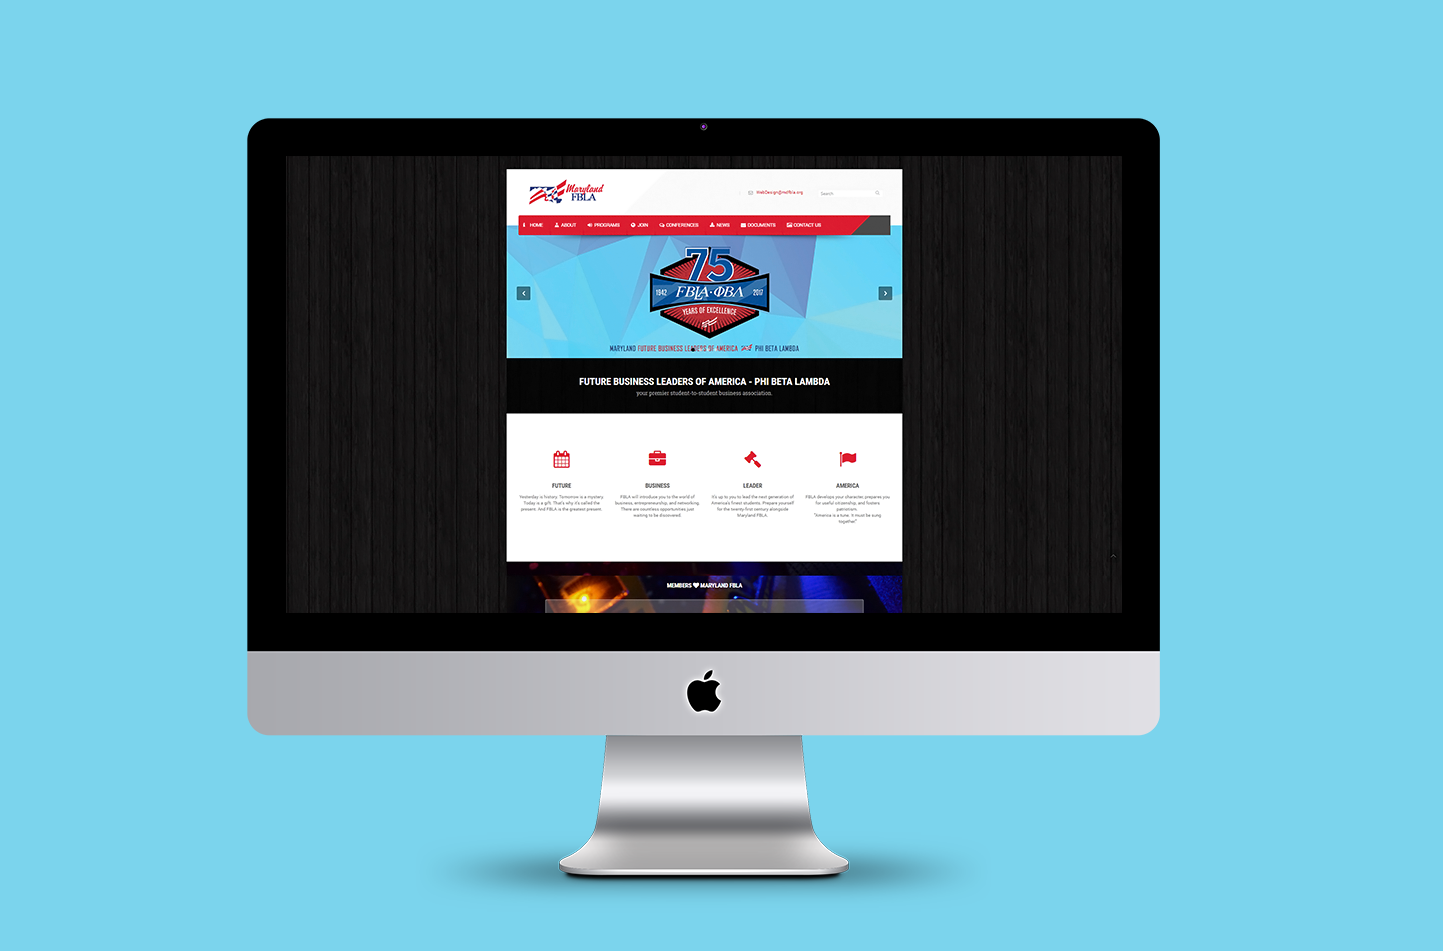 Maryland
FBLA
WebDesign@mdfbla.org
Search
HOME ABOUT PROGRAMS JOIN CONFERENCES NEWS DOCUMENTS CONTACT US
75
1942 FBLA·ΦBΛ 2017
YEARS OF EXCELLENCE
MARYLAND FUTURE BUSINESS LEADERS OF AMERICA PHI BETA LAMBDA
FUTURE BUSINESS LEADERS OF AMERICA - PHI BETA LAMBDA
your premier student-to-student business association.
FUTURE
Yesterday is history. Tomorrow is a mystery.
Today is a gift. That's why it's called the
present. And FBLA is the greatest present.
BUSINESS
FBLA will introduce you to the world of
business, entrepreneurship, and networking.
There are countless opportunities just
waiting to be discovered.
LEADER
It's up to you to lead the next generation of
America's finest students. Prepare yourself
for the twenty-first century alongside
Maryland FBLA.
AMERICA
FBLA develops your character, prepares you
for useful citizenship, and fosters
patriotism.
"America is a tune. It must be sung
together."
MEMBERS MARYLAND FBLA